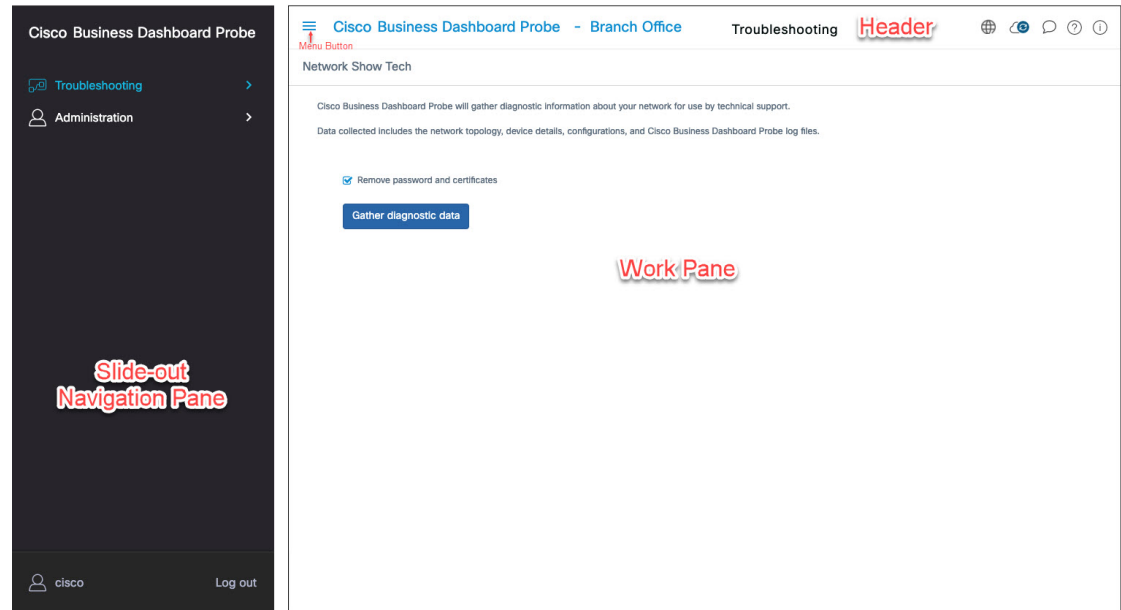 Cisco Business Dashboard Probe
Troubleshooting
Administration
Slide-out
Navigation Pane
cisco
Log out
Cisco Business Dashboard Probe - Branch Office
Troubleshooting
Header
Menu Button
Network Show Tech
Cisco Business Dashboard Probe will gather diagnostic information about your network for use by technical support.
Data collected includes the network topology, device details, configurations, and Cisco Business Dashboard Probe log files.
Remove password and certificates
Gather diagnostic data
Work Pane